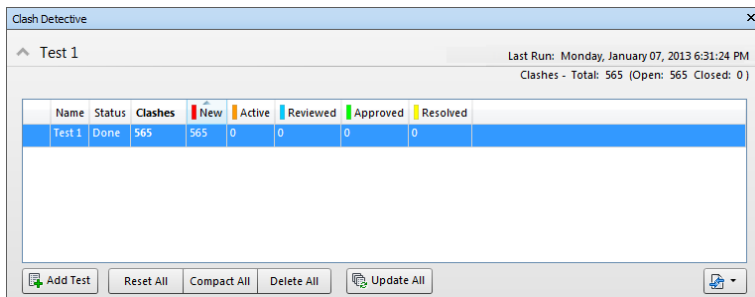 Clash Detective
Test 1
Last Run: Monday, January 07, 2013 6:31:24 PM
Clashes - Total: 565 (Open: 565 Closed: 0)
Name Status Clashes New Active Reviewed Approved Resolved
Test 1 Done 565 565 0 0 0 0
Add Test Reset All Compact All Delete All Update All